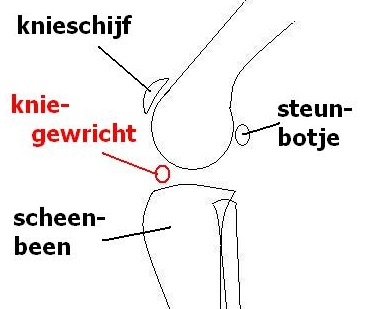 knieschijf
knie-
gewricht
steun-
botje
scheen-
been